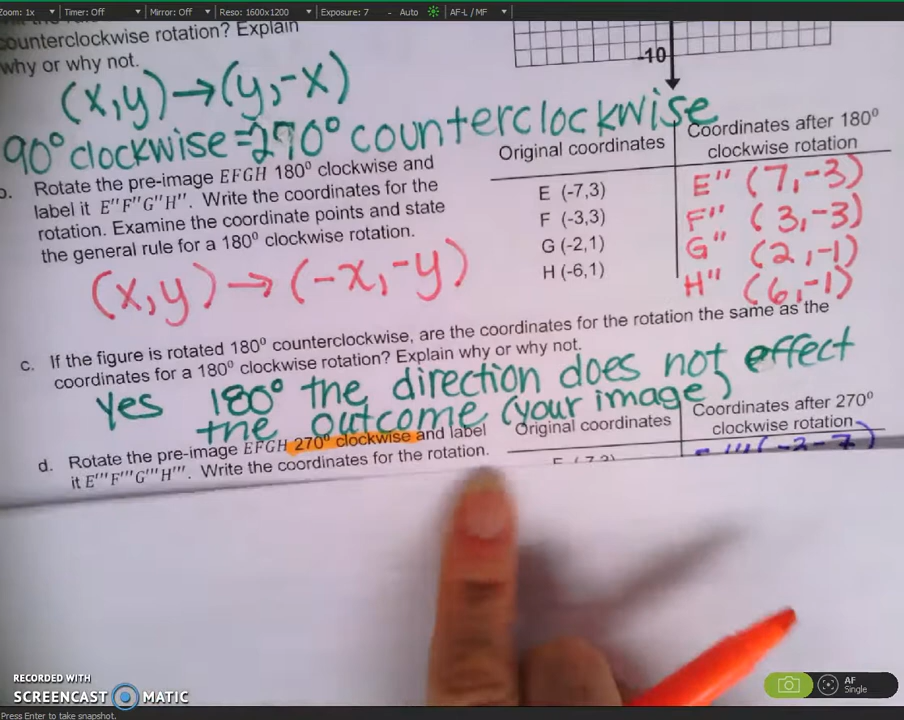 Zoom: 1x Timer: Off Mirror: Off Reso: 1600x1200 Exposure: 7 - Auto AF-L / MF
counterclockwise rotation? Explain
why or why not.
-10
(x,y)→(y,-x)
90° clockwise = 270° counterclockwise
Rotate the pre-image EFGH 180° clockwise and
label it E''F''G''H''. Write the coordinates for the
rotation. Examine the coordinate points and state
the general rule for a 180° clockwise rotation.
(x,y)→(-x,-y)
Original coordinates
Coordinates after 180°
clockwise rotation
E (-7,3) E'' (7,-3)
F (-3,3) F'' (3,-3)
G (-2,1) G'' (2,-1)
H (-6,1) H'' (6,-1)
c. If the figure is rotated 180° counterclockwise, are the coordinates for the rotation the same as the
coordinates for a 180° clockwise rotation? Explain why or why not.
yes 180° the direction does not effect
the outcome (your image)
d. Rotate the pre-image EFGH 270° clockwise and label
it E'''F'''G'''H'''. Write the coordinates for the rotation.
Original coordinates
Coordinates after 270°
clockwise rotation
RECORDED WITH
SCREENCAST MATIC
AF
Single
Press Enter to take snapshot.